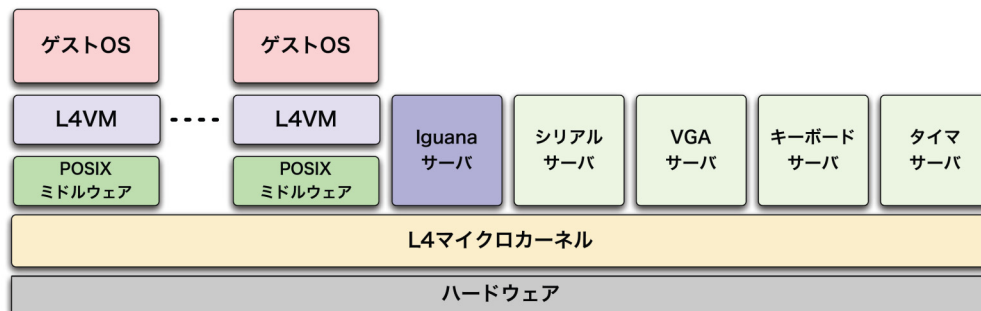 ゲストOS
ゲストOS
L4VM
L4VM
POSIX
ミドルウェア
POSIX
ミドルウェア
Iguana
サーバ
シリアル
サーバ
VGA
サーバ
キーボード
サーバ
タイマ
サーバ
L4マイクロカーネル
ハードウェア